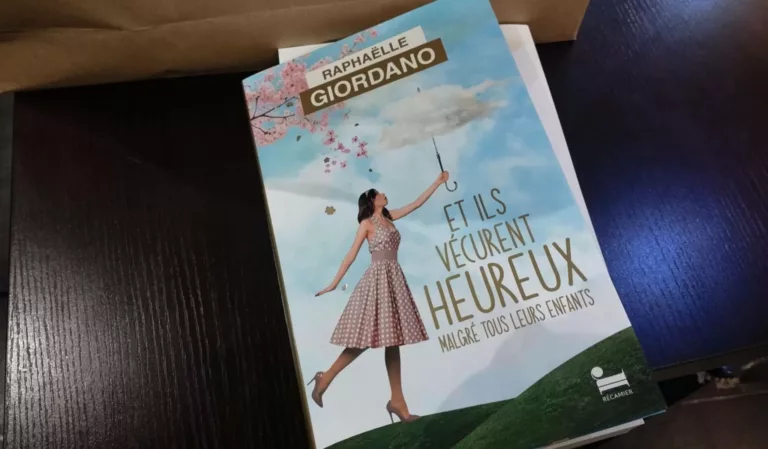 RAPHAËLLE
GIORDANO
ET ILS
VÉCURENT
HEUREUX
MALGRÉ TOUS LEURS ENFANTS
RÉCAMIER